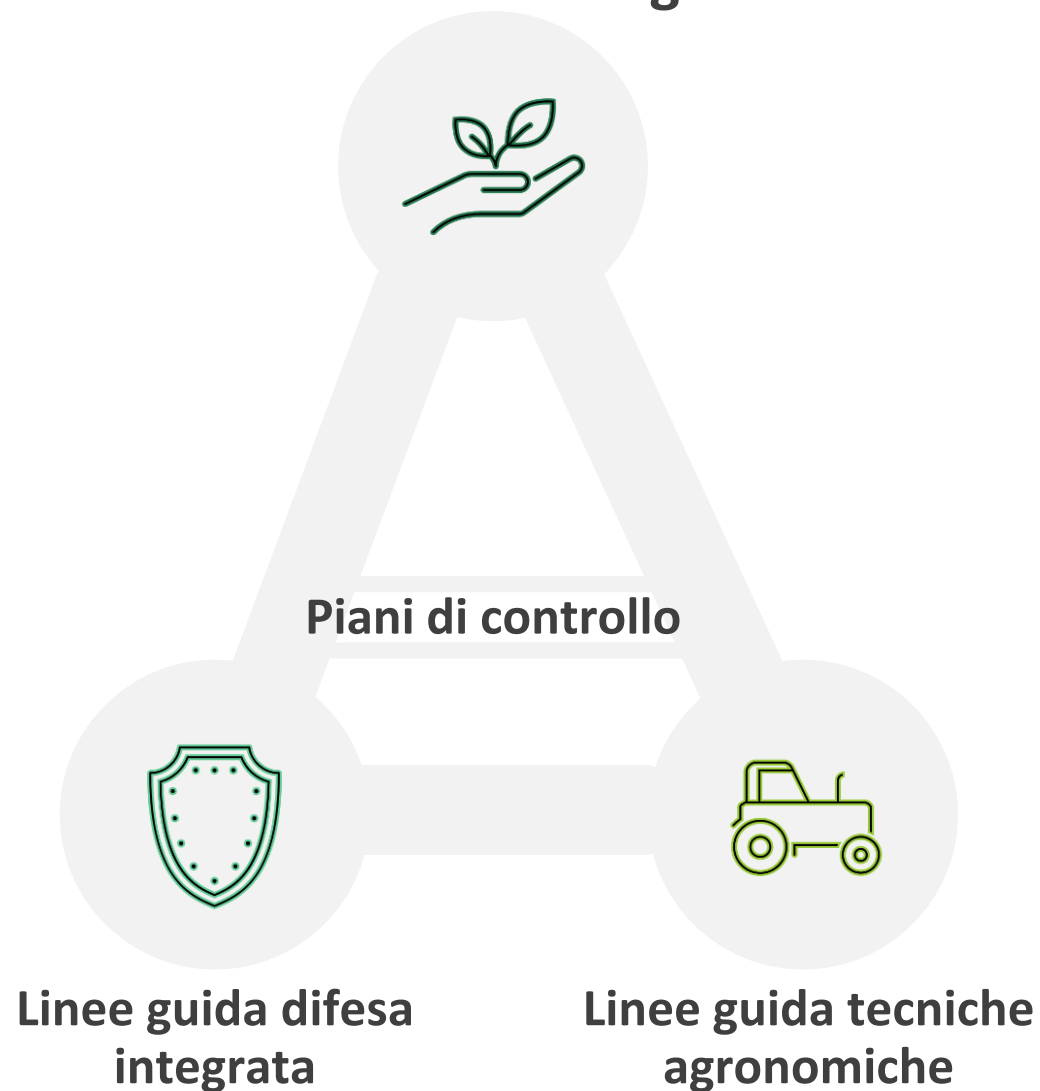 Piani di controllo
Linee guida difesa
integrata
Linee guida tecniche
agronomiche